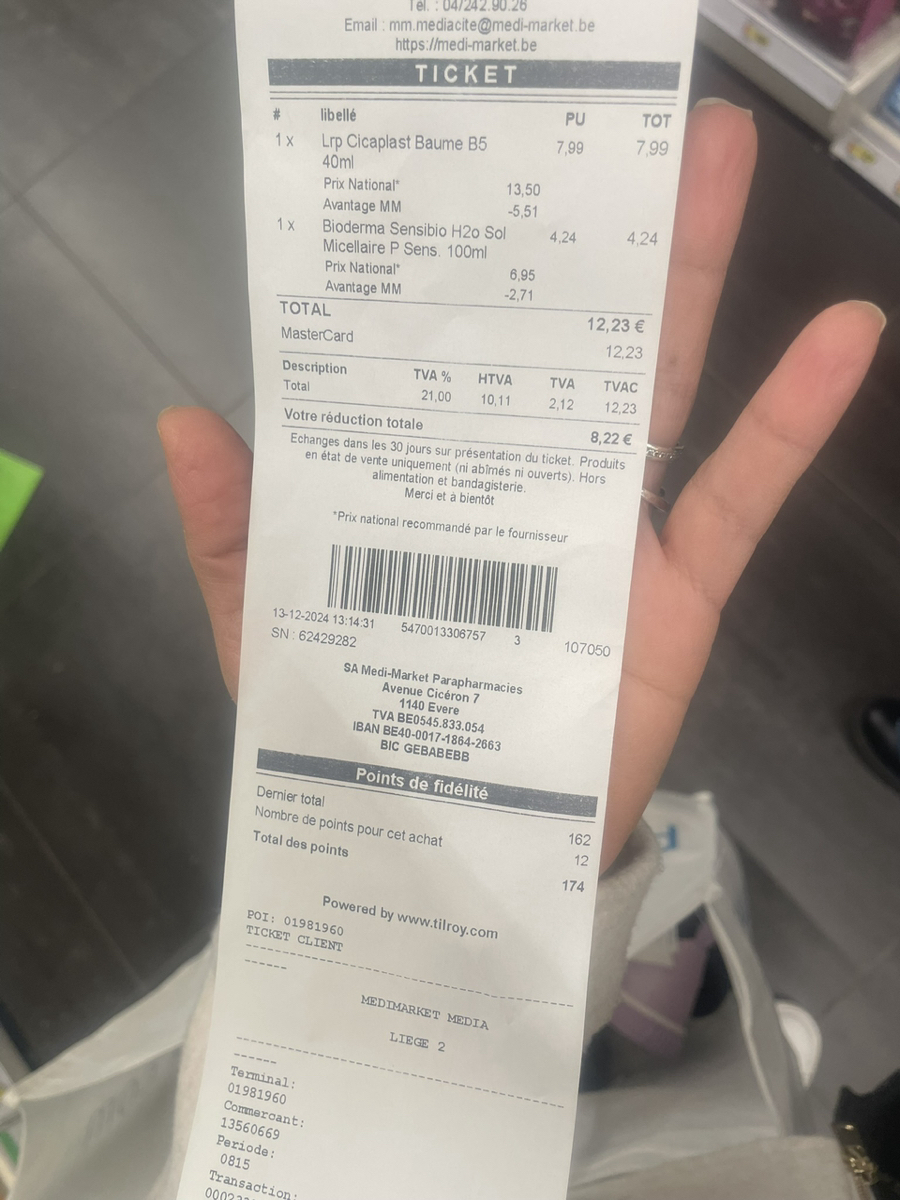 Tél. : 04/242.90.26
Email : mm.mediacite@medi-market.be
https://medi-market.be
TICKET
# libellé PU TOT
1 x Lrp Cicaplast Baume B5 7,99 7,99
40ml
Prix National* 13,50
Avantage MM -5,51
1 x Bioderma Sensibio H2o Sol 4,24 4,24
Micellaire P Sens. 100ml
Prix National* 6,95
Avantage MM -2,71
TOTAL 12,23 €
MasterCard 12,23
Description TVA % HTVA TVA TVAC
Total 21,00 10,11 2,12 12,23
Votre réduction totale 8,22 €
Echanges dans les 30 jours sur présentation du ticket. Produits
en état de vente uniquement (ni abîmés ni ouverts). Hors
alimentation et bandagisterie.
Merci et à bientôt
*Prix national recommandé par le fournisseur
13-12-2024 13:14:31 5470013306757 3 107050
SN : 62429282
SA Medi-Market Parapharmacies
Avenue Cicéron 7
1140 Evere
TVA BE0545.833.054
IBAN BE40-0017-1864-2663
BIC GEBABEBB
Points de fidélité
Dernier total 162
Nombre de points pour cet achat 12
Total des points 174
Powered by www.tilroy.com
POI: 01981960
TICKET CLIENT
MEDIMARKET MEDIA
LIEGE 2
Terminal:
01981960
Commercant:
13560669
Periode:
0815
Transaction: